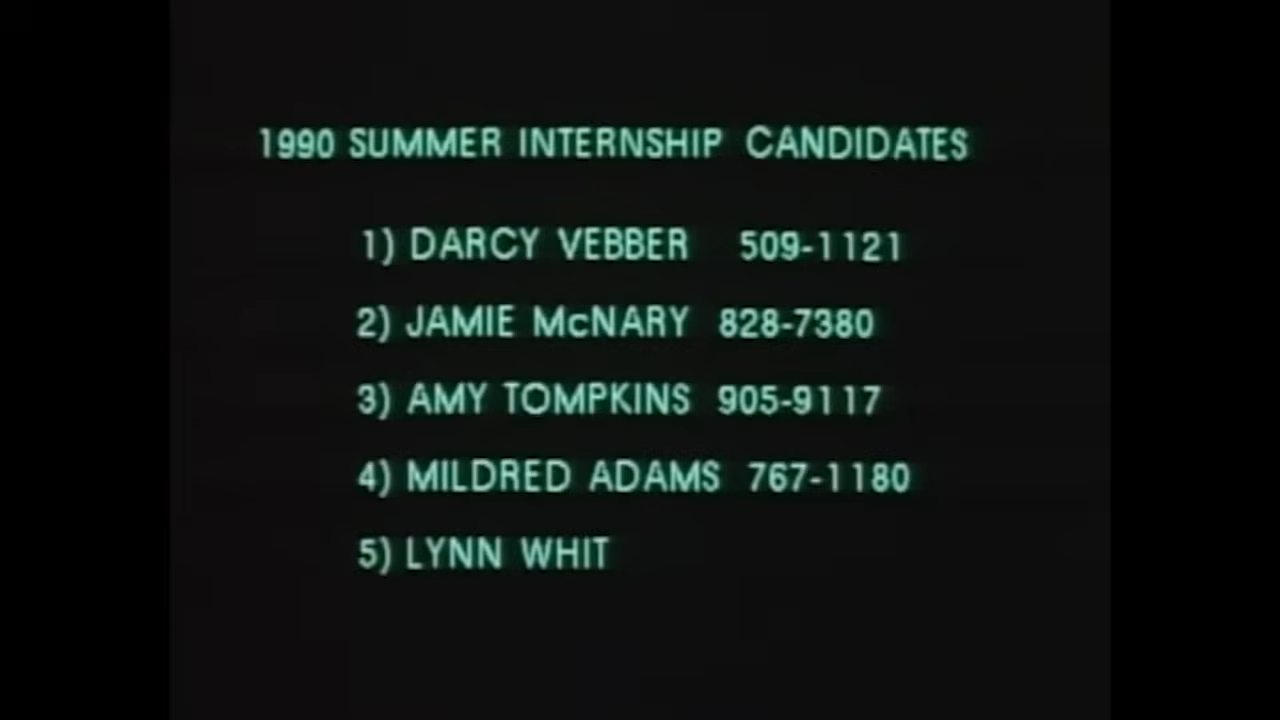 1990 SUMMER INTERNSHIP CANDIDATES
1) DARCY VEBBER 509-1121
2) JAMIE McNARY 828-7380
3) AMY TOMPKINS 905-9117
4) MILDRED ADAMS 767-1180
5) LYNN WHIT